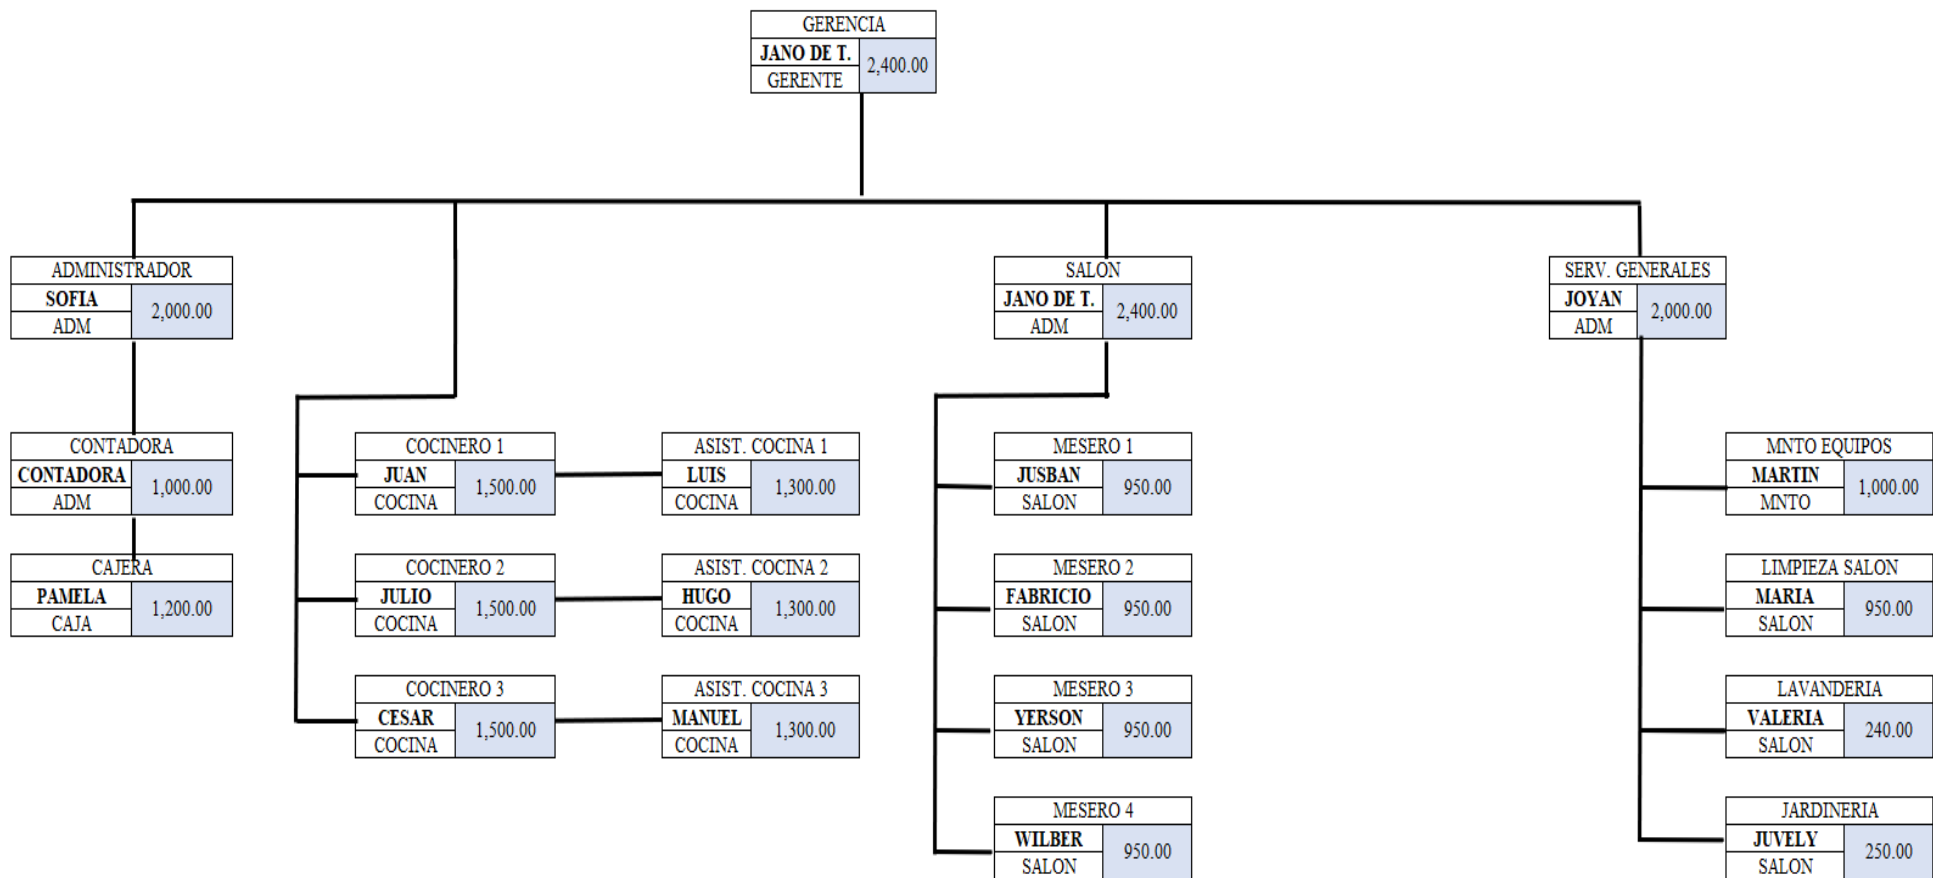 GERENCIA
JANO DE T. 2,400.00
GERENTE
ADMINISTRADOR
SOFIA 2,000.00
ADM
SALON
JANO DE T. 2,400.00
ADM
SERV. GENERALES
JOYAN 2,000.00
ADM
CONTADORA
CONTADORA 1,000.00
ADM
COCINERO 1
JUAN 1,500.00
COCINA
ASIST. COCINA 1
LUIS 1,300.00
COCINA
MESERO 1
JUSBAN 950.00
SALON
MNTO EQUIPOS
MARTIN 1,000.00
MNTO
CAJERA
PAMELA 1,200.00
CAJA
COCINERO 2
JULIO 1,500.00
COCINA
ASIST. COCINA 2
HUGO 1,300.00
COCINA
MESERO 2
FABRICIO 950.00
SALON
LIMPIEZA SALON
MARIA 950.00
SALON
COCINERO 3
CESAR 1,500.00
COCINA
ASIST. COCINA 3
MANUEL 1,300.00
COCINA
MESERO 3
YERSON 950.00
SALON
LAVANDERIA
VALERIA 240.00
SALON
MESERO 4
WILBER 950.00
SALON
JARDINERIA
JUVELY 250.00
SALON